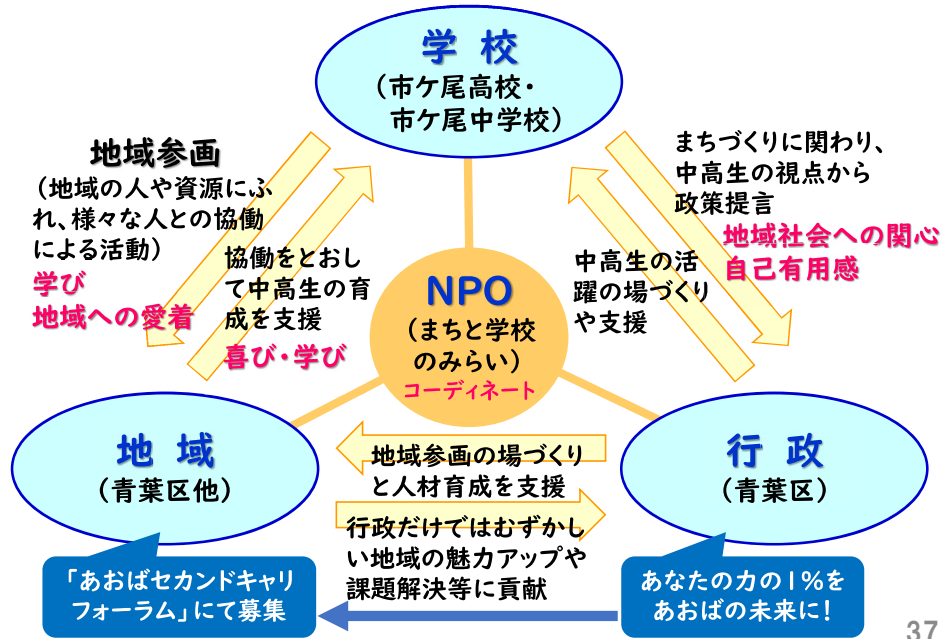 学 校
（市ケ尾高校・
市ケ尾中学校）
地域参画
（地域の人や資源にふ
れ、様々な人との協働
による活動）
学び
地域への愛着
協働をとおし
て中高生の育
成を支援
喜び・学び
まちづくりに関わり、
中高生の視点から
政策提言
地域社会への関心
自己有用感
中高生の活
躍の場づくり
や支援
NPO
（まちと学校
のみらい）
コーディネート
地 域
（青葉区他）
行 政
（青葉区）
地域参画の場づくり
と人材育成を支援
行政だけではむずかし
い地域の魅力アップや
課題解決等に貢献
「あおばセカンドキャリ
フォーラム」にて募集
あなたの力の1%を
あおばの未来に！
37